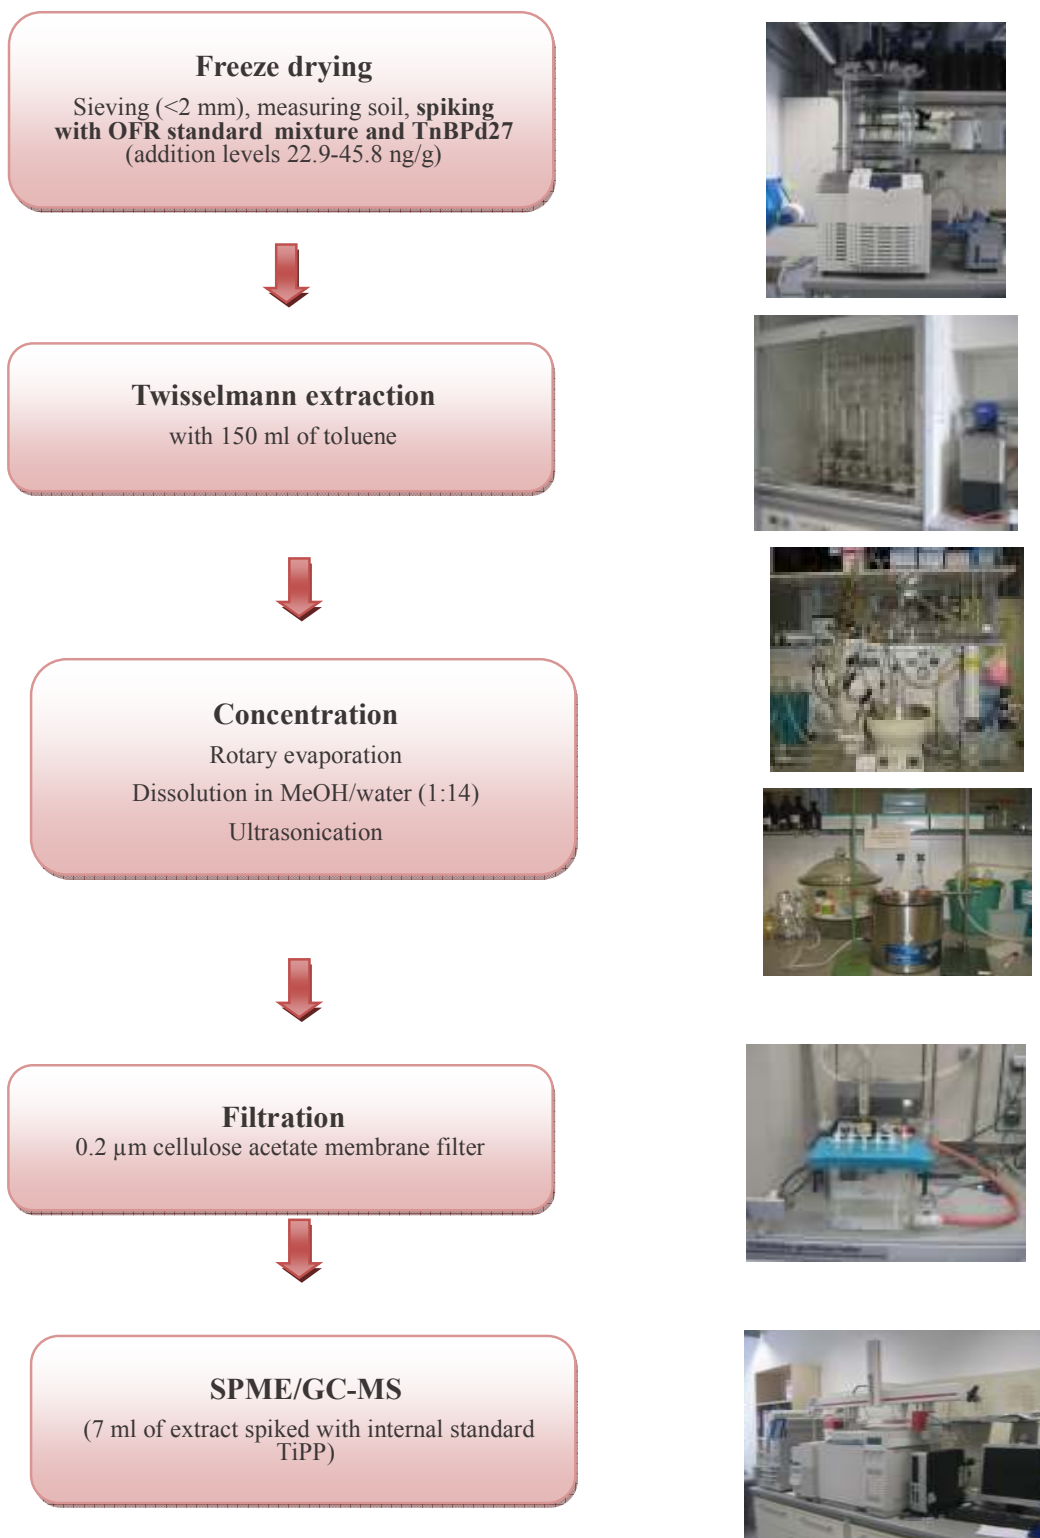 Freeze drying
Sieving (<2 mm), measuring soil, spiking
with OFR standard mixture and TnBPd27
(addition levels 22.9-45.8 ng/g)
Twisselmann extraction
with 150 ml of toluene
Concentration
Rotary evaporation
Dissolution in MeOH/water (1:14)
Ultrasonication
Filtration
0.2 µm cellulose acetate membrane filter
SPME/GC-MS
(7 ml of extract spiked with internal standard
TiPP)